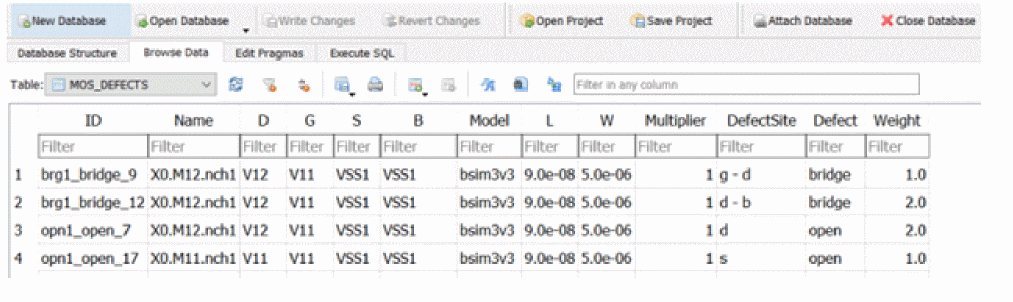 New Database Open Database Write Changes Revert Changes Open Project Save Project Attach Database Close Database
Database Structure Browse Data Edit Pragmas Execute SQL
Table: MOS_DEFECTS Filter in any column
ID Name D G S B Model L W Multiplier DefectSite Defect Weight
Filter Filter Filter Filter Filter Filter Filter Filter Filter Filter Filter Filter Filter
1 brg1_bridge_9 X0.M12.nch1 V12 V11 VSS1 VSS1 bsim3v3 9.0e-08 5.0e-06 1 g - d bridge 1.0
2 brg1_bridge_12 X0.M12.nch1 V12 V11 VSS1 VSS1 bsim3v3 9.0e-08 5.0e-06 1 d - b bridge 2.0
3 opn1_open_7 X0.M12.nch1 V12 V11 VSS1 VSS1 bsim3v3 9.0e-08 5.0e-06 1 d open 2.0
4 opn1_open_17 X0.M11.nch1 V11 V11 VSS1 VSS1 bsim3v3 9.0e-08 5.0e-06 1 s open 1.0